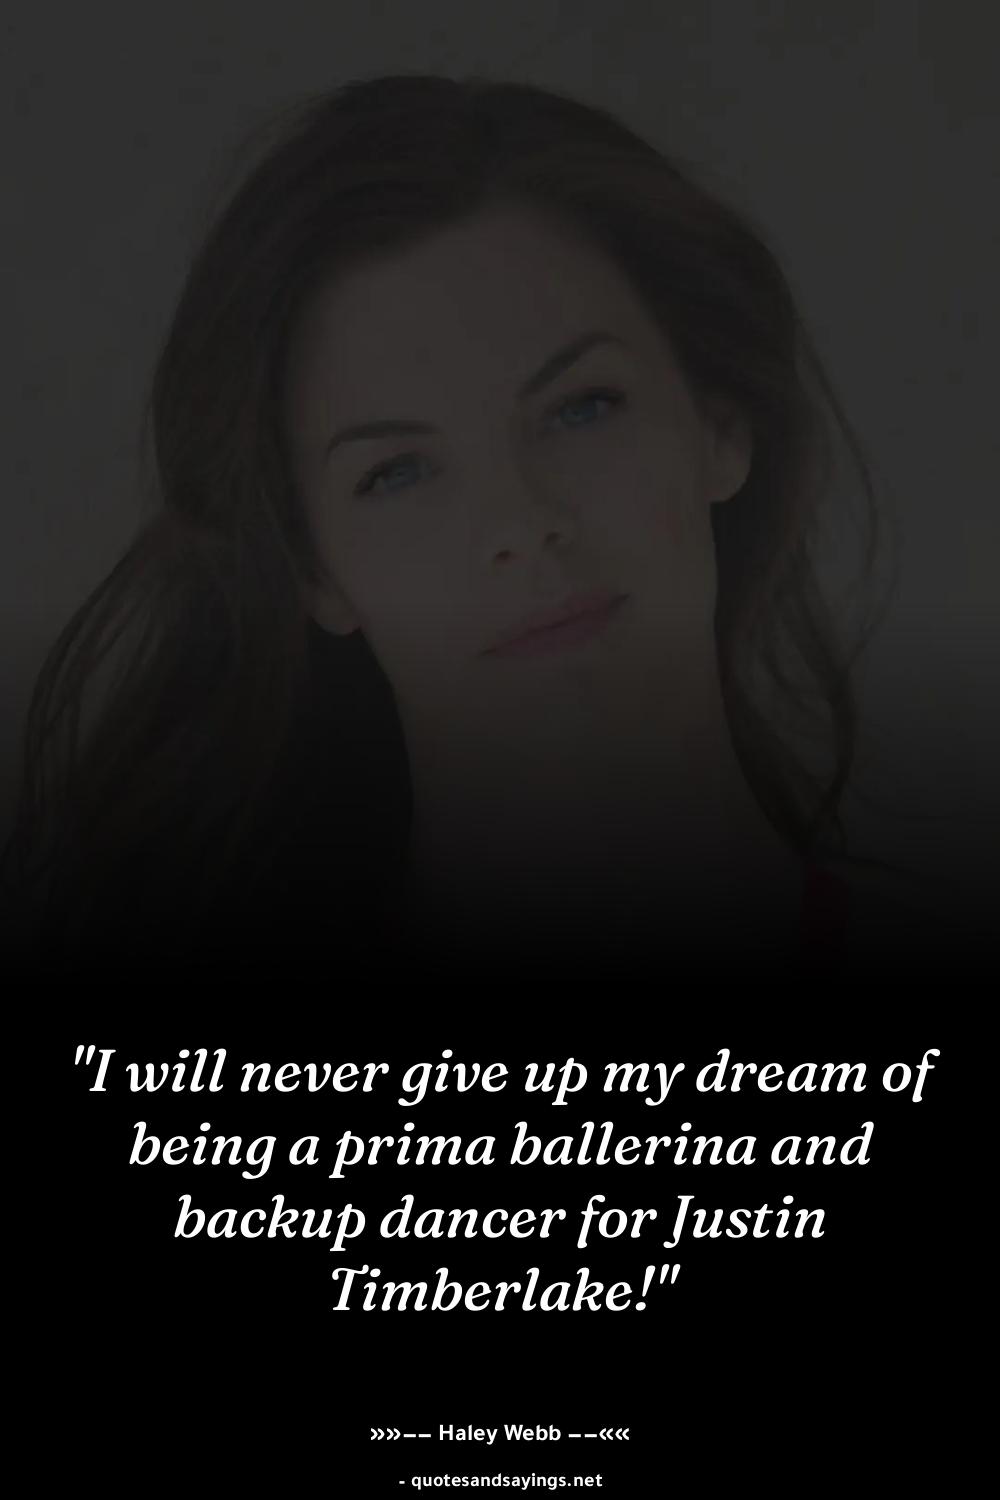 "I will never give up my dream of
being a prima ballerina and
backup dancer for Justin
Timberlake!"
»»–– Haley Webb ––««
- quotesandsayings.net